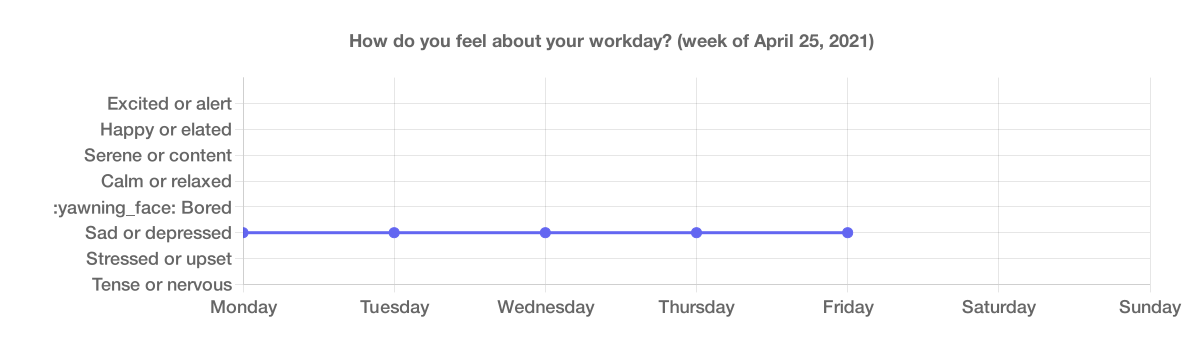 How do you feel about your workday? (week of April 25, 2021)
Excited or alert
Happy or elated
Serene or content
Calm or relaxed
:yawning_face: Bored
Sad or depressed
Stressed or upset
Tense or nervous
Monday Tuesday Wednesday Thursday Friday Saturday Sunday